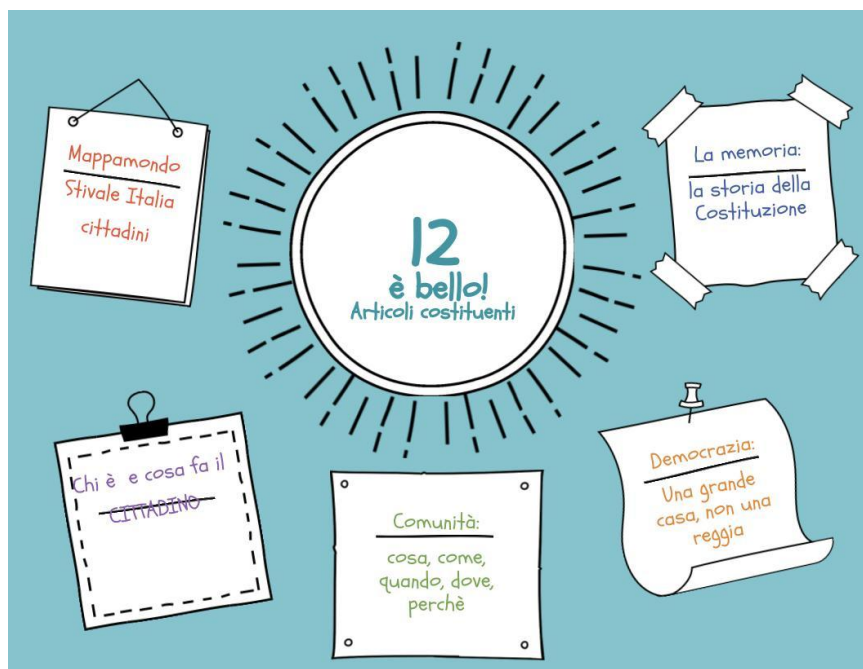 Mappamondo
Stivale Italia
cittadini
12
è bello!
Articoli costituenti
La memoria:
la storia della
Costituzione
Chi è e cosa fa il
CITTADINO
Comunità:
cosa, come,
quando, dove,
perchè
Democrazia:
Una grande
casa, non una
reggia